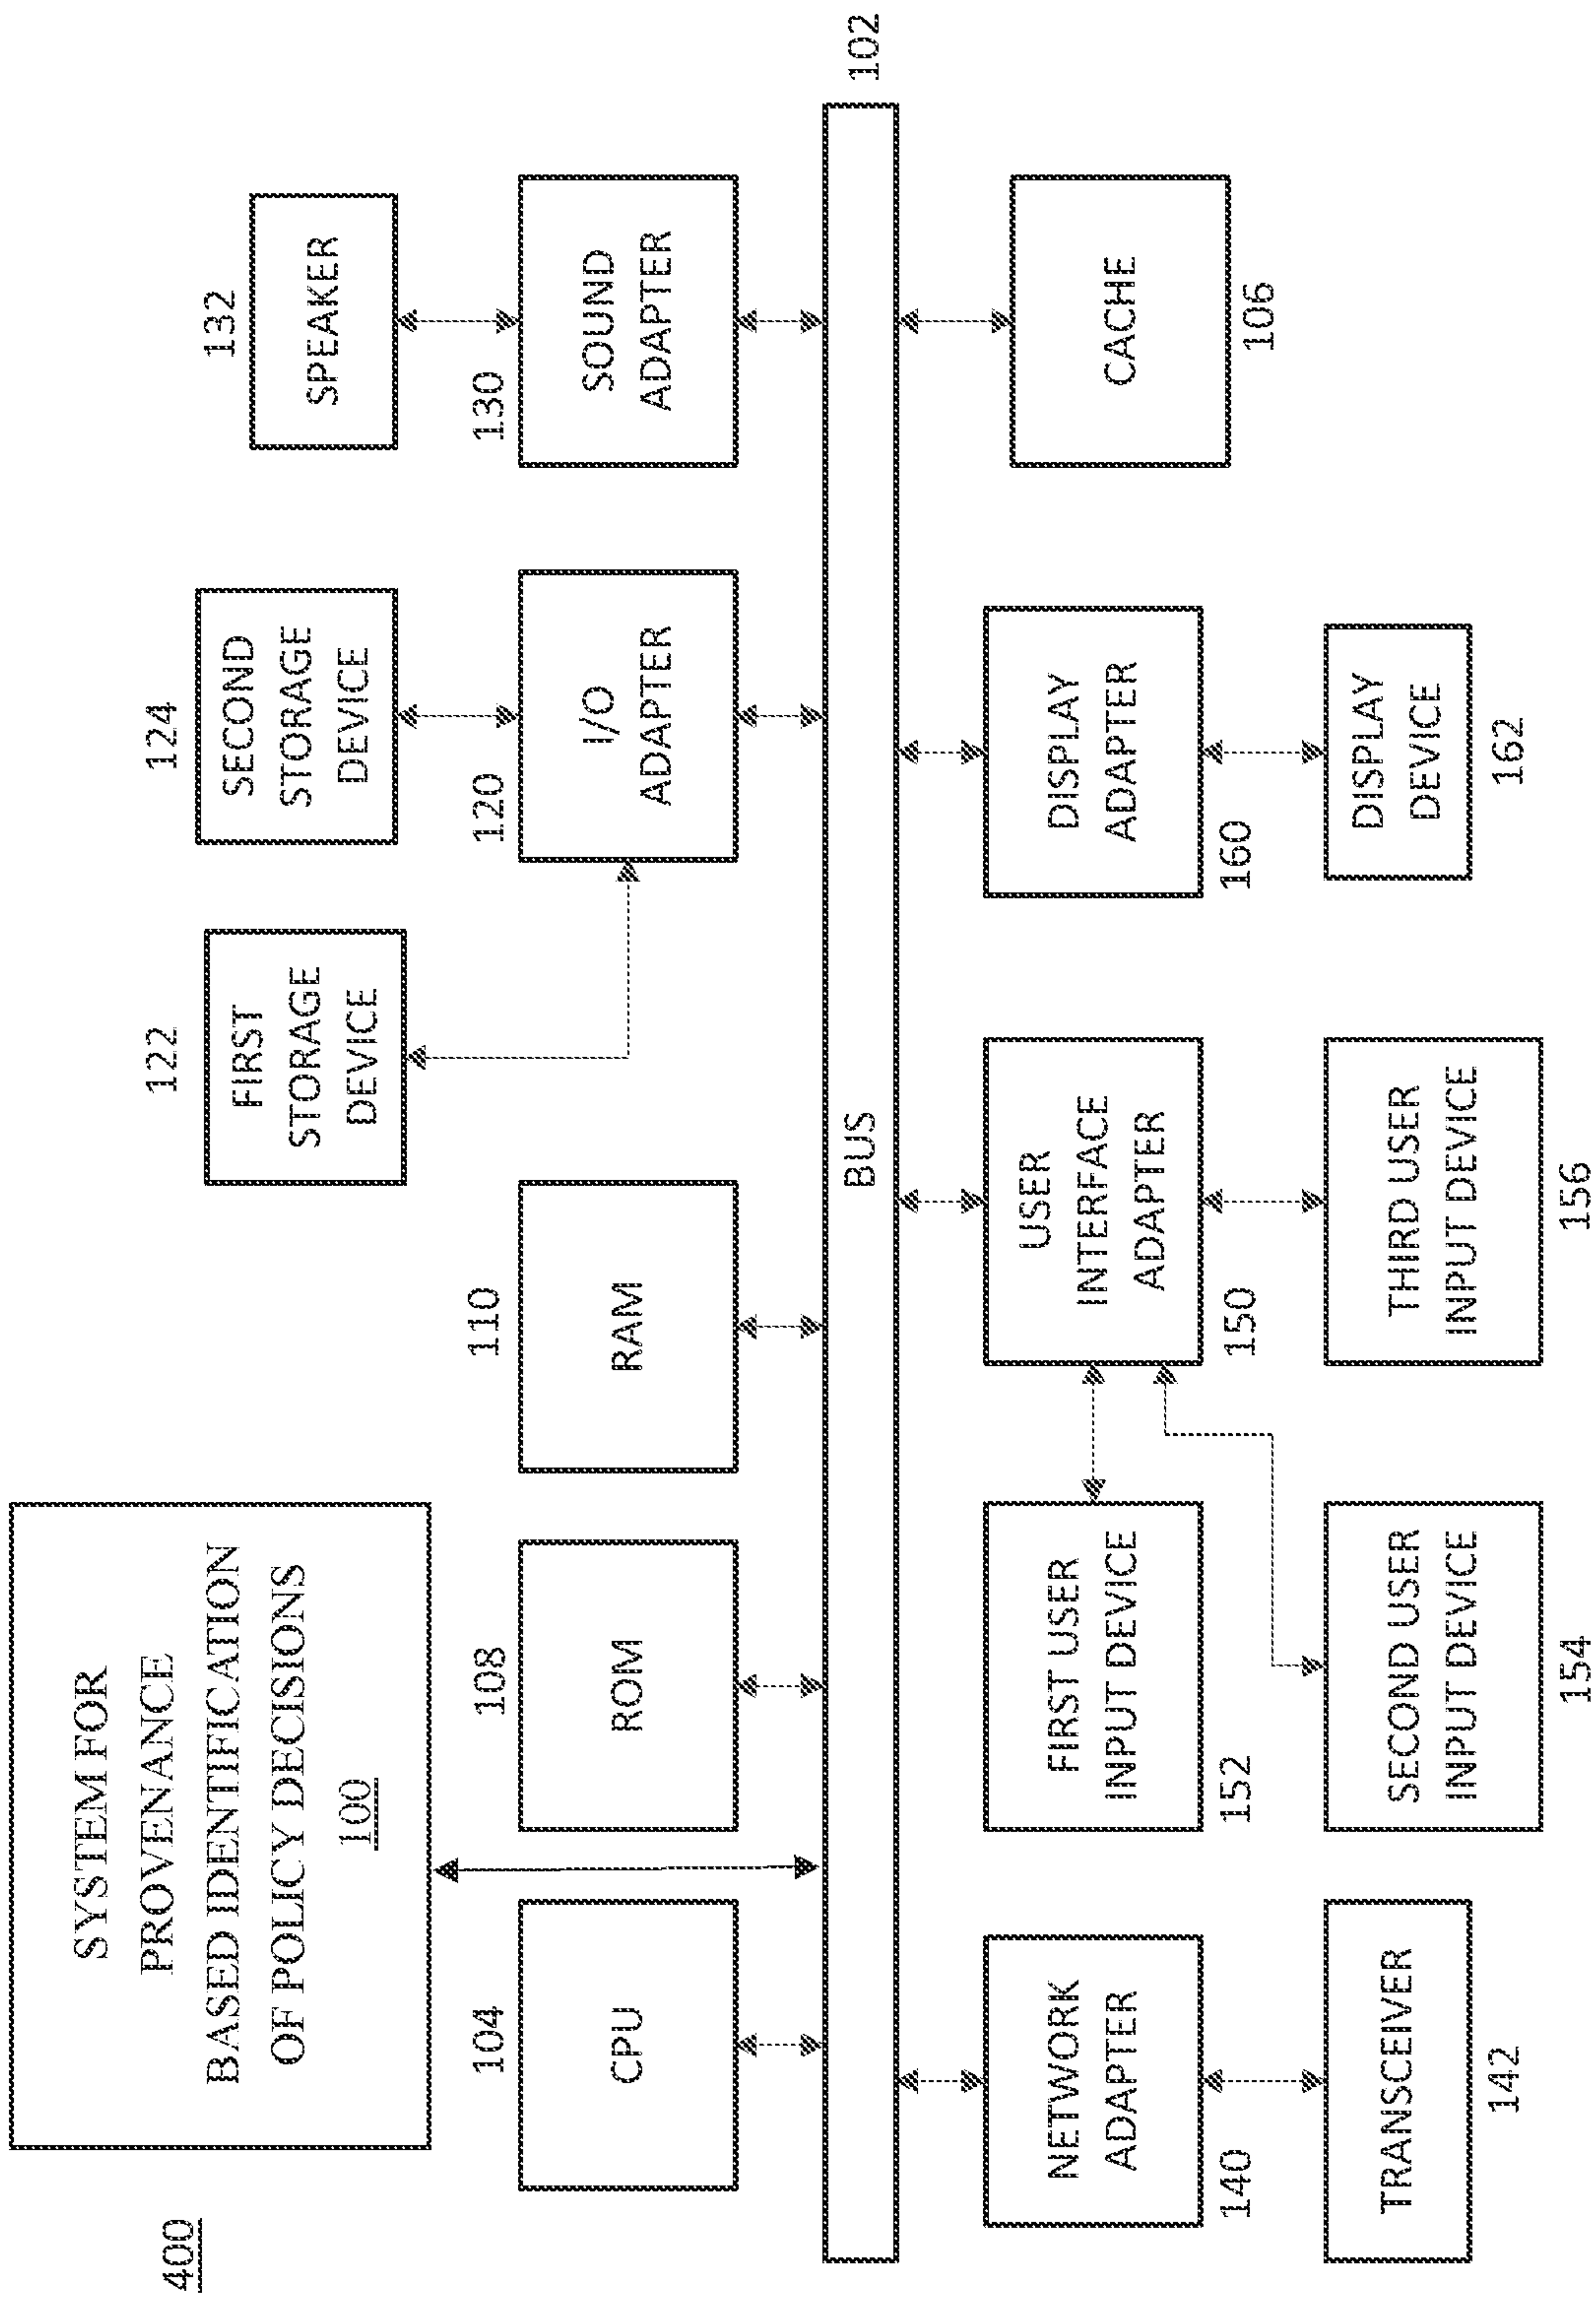 400
SYSTEM FOR
PROVENANCE
BASED IDENTIFICATION
OF POLICY DECISIONS
100
122
FIRST
STORAGE
DEVICE
124
SECOND
STORAGE
DEVICE
132
SPEAKER
104
CPU
108
ROM
110
RAM
120
I/O
ADAPTER
130
SOUND
ADAPTER
BUS
102
NETWORK
ADAPTER
140
FIRST USER
INPUT DEVICE
152
USER
INTERFACE
ADAPTER
150
DISPLAY
ADAPTER
160
CACHE
106
TRANSCEIVER
142
SECOND USER
INPUT DEVICE
154
THIRD USER
INPUT DEVICE
156
DISPLAY
DEVICE
162